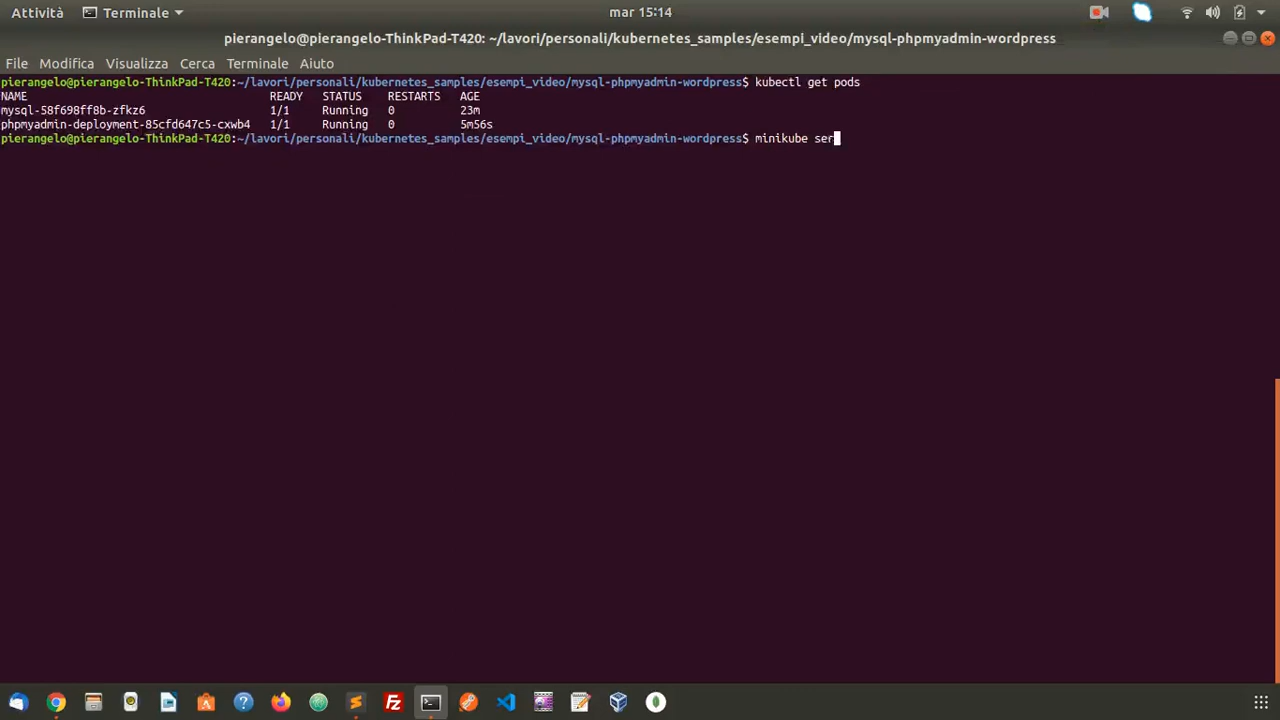 Attività Terminale mar 15:14
pierangelo@pierangelo-ThinkPad-T420: ~/lavori/personali/kubernetes_samples/esempi_video/mysql-phpmyadmin-wordpress
File Modifica Visualizza Cerca Terminale Aiuto
pierangelo@pierangelo-ThinkPad-T420:~/lavori/personali/kubernetes_samples/esempi_video/mysql-phpmyadmin-wordpress$ kubectl get pods
NAME READY STATUS RESTARTS AGE
mysql-58f698ff8b-zfkz6 1/1 Running 0 23m
phpmyadmin-deployment-85cfd647c5-cxwb4 1/1 Running 0 5m56s
pierangelo@pierangelo-ThinkPad-T420:~/lavori/personali/kubernetes_samples/esempi_video/mysql-phpmyadmin-wordpress$ minikube ser